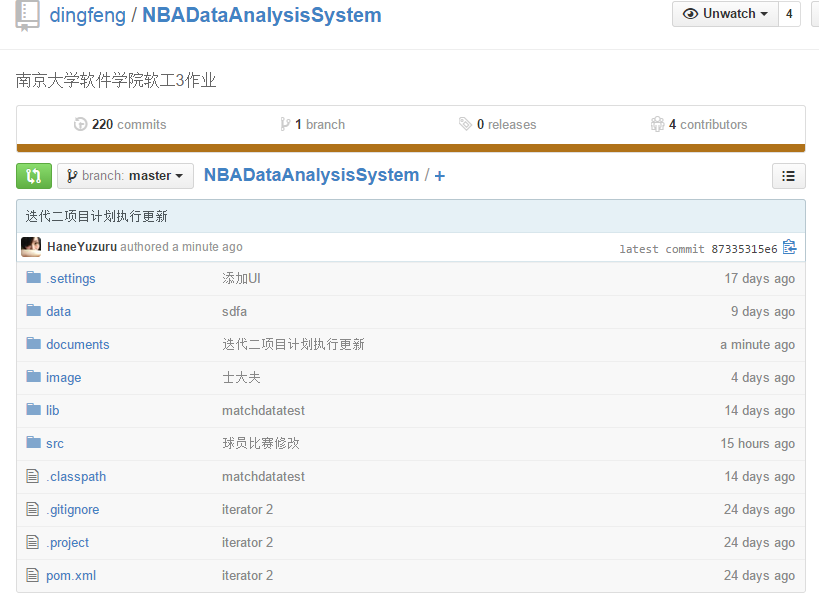 dingfeng / NBADataAnalysisSystem
Unwatch 4
南京大学软件学院软工3作业
220 commits 1 branch 0 releases 4 contributors
branch: master NBADataAnalysisSystem / +
迭代二项目计划执行更新
HaneYuzuru authored a minute ago latest commit 87335315e6
.settings 添加UI 17 days ago
data sdfa 9 days ago
documents 迭代二项目计划执行更新 a minute ago
image 士大夫 4 days ago
lib matchdatatest 14 days ago
src 球员比赛修改 15 hours ago
.classpath matchdatatest 14 days ago
.gitignore iterator 2 24 days ago
.project iterator 2 24 days ago
pom.xml iterator 2 24 days ago